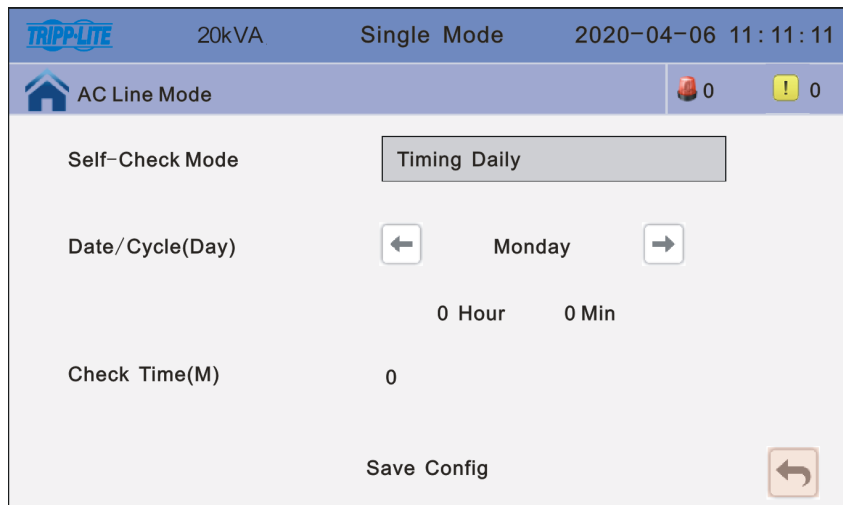 TRIPP·LITE 20kVA Single Mode 2020-04-06 11:11:11
AC Line Mode 0 ! 0
Self-Check Mode Timing Daily
Date/Cycle(Day) Monday
0 Hour 0 Min
Check Time(M) 0
Save Config